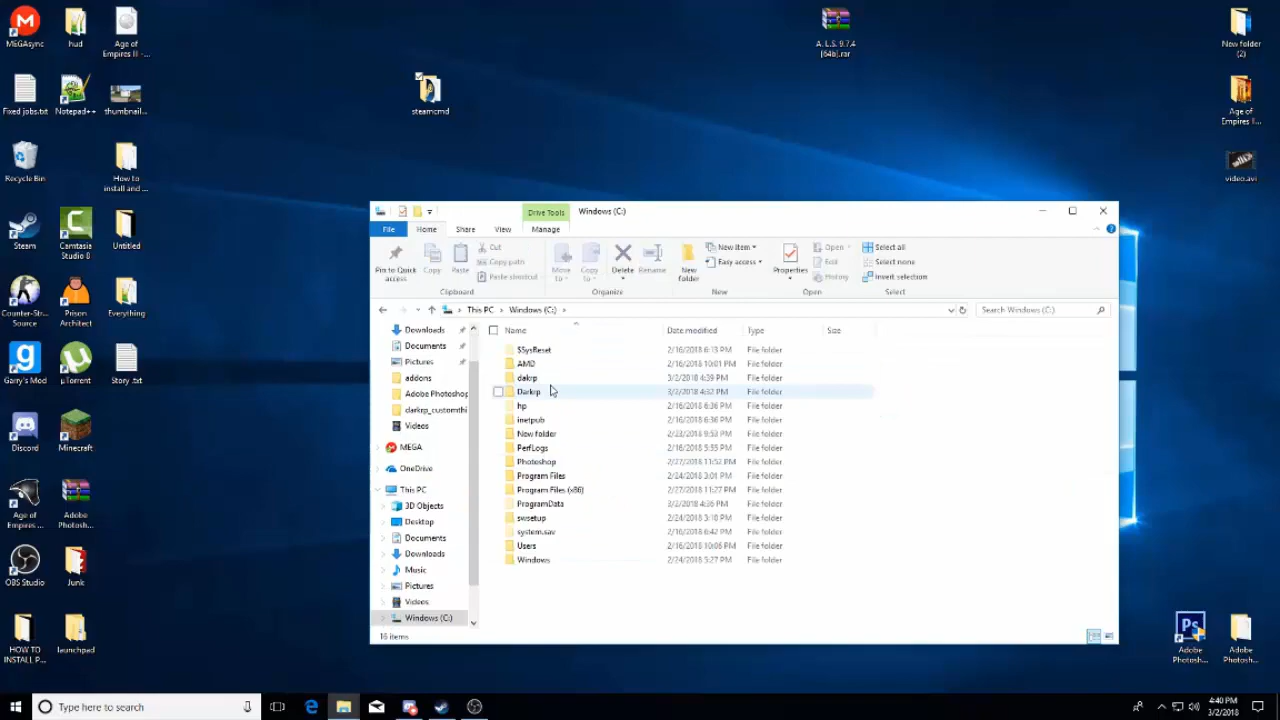 MEGAsync
hud
Age of
Empires II -...
A. L. S. 9.7.4
[64b].rar
New folder
(2)
Fixed jobs.txt
Notepad++
thumbnail...
steamcmd
Age of
Empires II...
Recycle Bin
How to
install and ...
video.avi
Steam
Camtasia
Studio 8
Untitled
Counter-Str...
Source
Prison
Architect
Everything
Garry's Mod
µTorrent
Story .txt
Discord
Minecraft
Age of
Empires ...
Adobe
Photosh...
OBS Studio
Junk
HOW TO
INSTALL P...
launchpad
Adobe
Photosh...
Adobe
Photosh...
Drive Tools
Windows (C:)
File
Home
Share
View
Manage
Pin to Quick
access
Copy
Paste
Cut
Copy path
Paste shortcut
Clipboard
Move
to
Copy
to
Delete
Rename
Organize
New
folder
New item
Easy access
New
Properties
Open
Edit
History
Open
Select all
Select none
Invert selection
Select
This PC > Windows (C:) >
Search Windows (C:)
Downloads
Documents
Pictures
addons
Adobe Photoshop
darkrp_customthi
Videos
MEGA
OneDrive
This PC
3D Objects
Desktop
Documents
Downloads
Music
Pictures
Videos
Windows (C:)
Name Date modified Type Size
$SysReset 2/16/2018 6:13 PM File folder
AMD 2/16/2018 10:01 PM File folder
dakrp 3/2/2018 4:39 PM File folder
Darkrp 3/2/2018 4:32 PM File folder
hp 2/16/2018 6:36 PM File folder
inetpub 2/16/2018 6:36 PM File folder
New folder 2/23/2018 9:53 PM File folder
PerfLogs 2/16/2018 5:55 PM File folder
Photoshop 2/27/2018 11:52 PM File folder
Program Files 2/24/2018 3:01 PM File folder
Program Files (x86) 2/27/2018 11:27 PM File folder
ProgramData 3/2/2018 4:36 PM File folder
swsetup 2/24/2018 3:10 PM File folder
system.sav 2/16/2018 6:42 PM File folder
Users 2/16/2018 10:06 PM File folder
Windows 2/24/2018 5:27 PM File folder
16 items
Type here to search
4:40 PM
3/2/2018